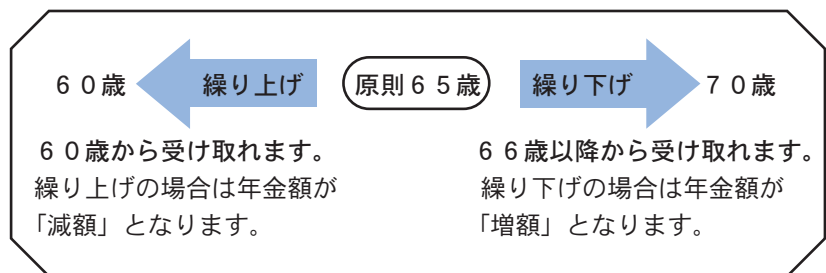 60歳 繰り上げ 原則65歳 繰り下げ 70歳
60歳から受け取れます。
繰り上げの場合は年金額が
「減額」となります。
66歳以降から受け取れます。
繰り下げの場合は年金額が
「増額」となります。